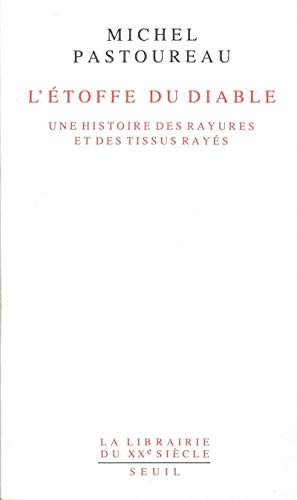 MICHEL
PASTOUREAU
L'ÉTOFFE DU DIABLE
UNE HISTOIRE DES RAYURES
ET DES TISSUS RAYÉS
LA LIBRAIRIE
DU XXe SIÈCLE
SEUIL